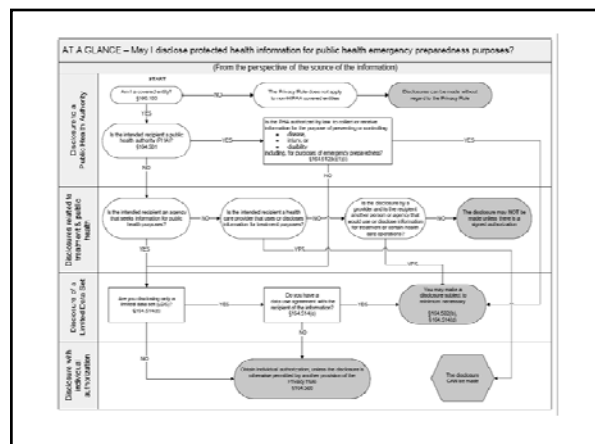 AT A GLANCE – May I disclose protected health information for public health emergency preparedness purposes?
(From the perspective of the source of the information)
Disclosure to a
Public Health Authority
START
Am I a covered entity?
NO
The Privacy Rule does not apply
to non-HIPAA covered entities
Disclosures can be made without
regard to the Privacy Rule
YES
Is the intended recipient a public
health authority (PHA)?
YES
Is the PHA authorized by law to collect or receive
information for the purpose of preventing or controlling:
disease,
injury, or
disability
including, for purposes of emergency preparedness?
YES
NO
NO
Disclosures related to
treatment & public
health
Is the intended recipient an agency
that seeks information for public
health purposes?
NO
Is the intended recipient a health
care provider that uses or discloses
information for treatment purposes?
NO
Is the disclosure by a
provider and to the recipient
another person or agency that
would use or disclose information
for treatment or certain health
care operations?
NO
The disclosure may NOT be
made unless there is a
signed authorization
YES
YES
YES
Disclosure of a
Limited Data Set
Are you disclosing only a
limited data set (LDS)?
YES
Do you have a
data use agreement with the
recipient of the information?
§164.514(e)
YES
You may make a
disclosure subject to
minimum necessary
NO
NO
Disclosure with
individual
authorization
Obtain individual authorization, unless the disclosure is
otherwise permitted by another provision of the
Privacy Rule
The disclosure
CAN be made